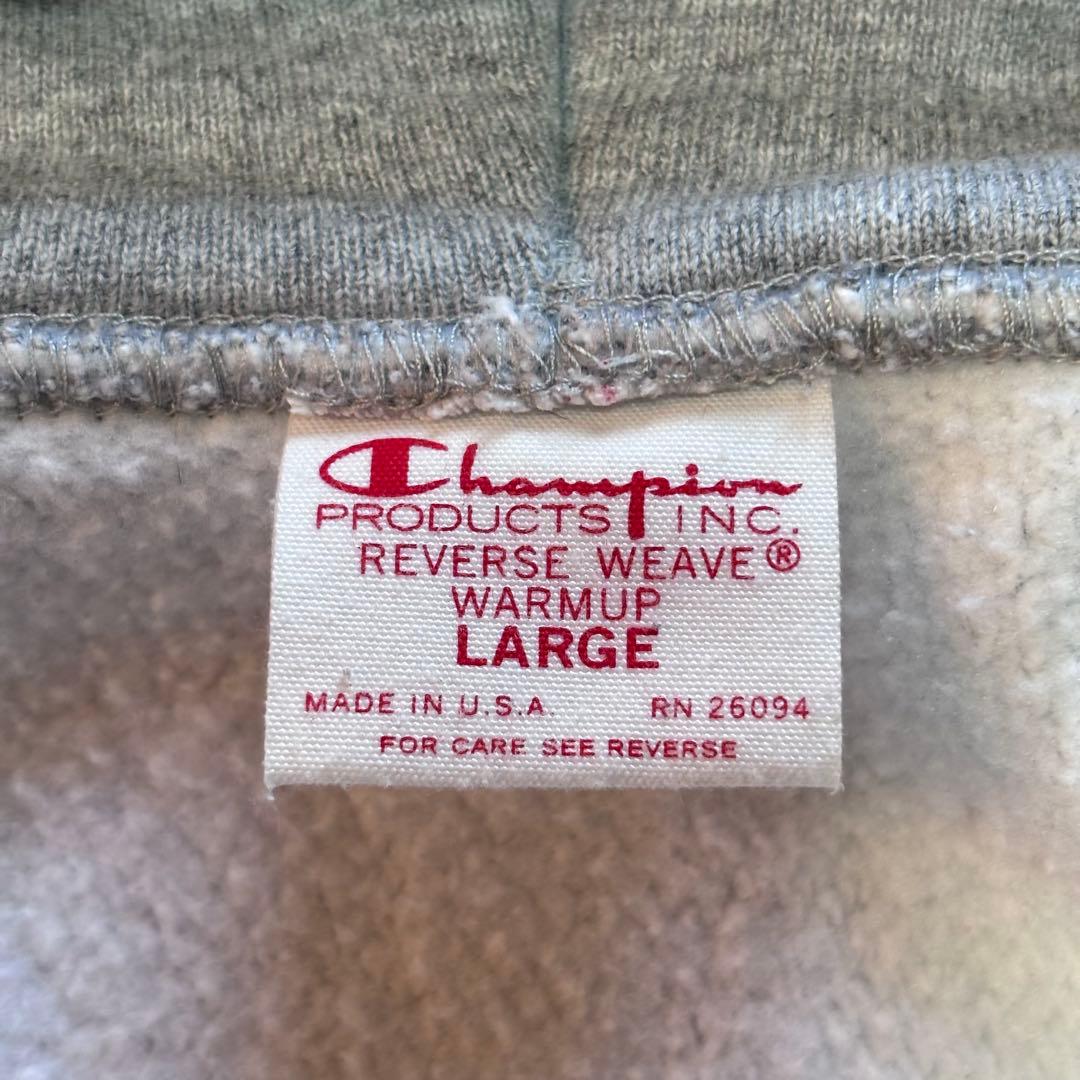 Champion
PRODUCTS INC.
REVERSE WEAVE®
WARMUP
LARGE
MADE IN U.S.A. RN 26094
FOR CARE SEE REVERSE